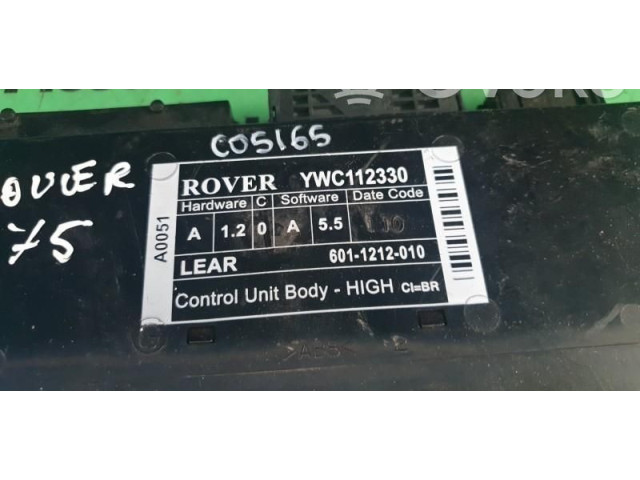 COSI65
OVER
75
A0051
ROVER YWC112330
Hardware C Software Date Code
A 1.2 0 A 5.5
LEAR 601-1212-010
Control Unit Body - HIGH CI=BR